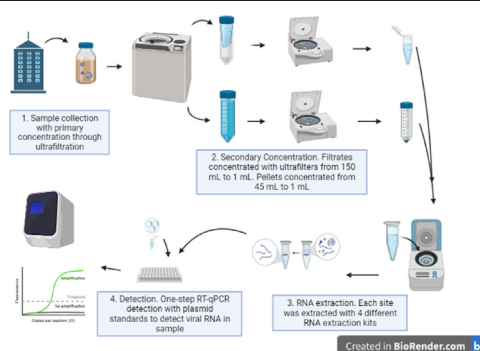 1. Sample collection
with primary
concentration through
ultrafiltration
2. Secondary Concentration. Filtrates
concentrated with ultrafilters from 150
mL to 1 mL. Pellets concentrated from
45 mL to 1 mL
3. RNA extraction. Each site
was extracted with 4 different
RNA extraction kits
4. Detection. One-step RT-qPCR
detection with plasmid
standards to detect viral RNA in
sample
Fluorescence
Amplification
Threshold
No amplification
Copies per reaction
Created in BioRender.com